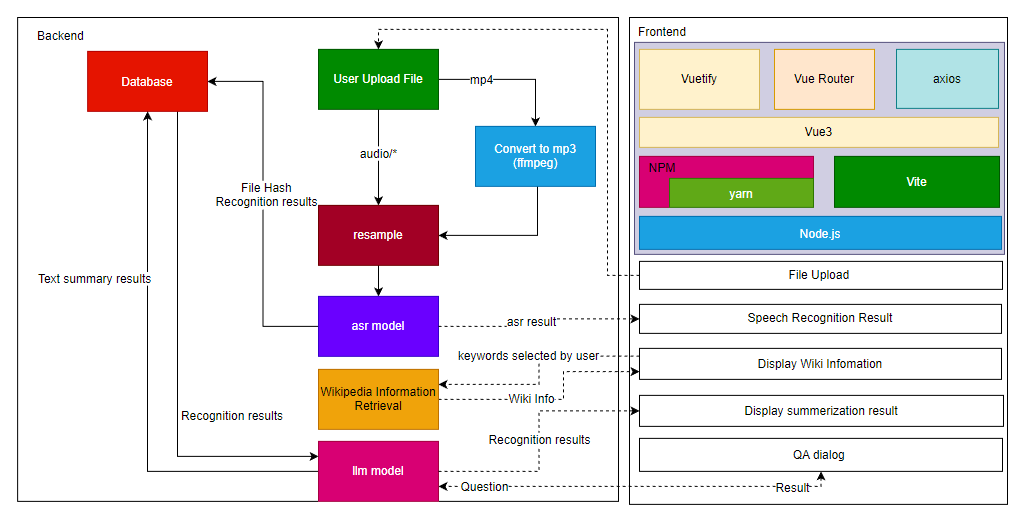 Backend
Database
User Upload File
mp4
Convert to mp3
(ffmpeg)
audio/*
File Hash
Recognition results
resample
Text summary results
asr model
asr result
keywords selected by user
Wikipedia Information
Retrieval
Wiki Info
Recognition results
Recognition results
llm model
Question
Result
Frontend
Vuetify
Vue Router
axios
Vue3
NPM
yarn
Vite
Node.js
File Upload
Speech Recognition Result
Display Wiki Infomation
Display summerization result
QA dialog